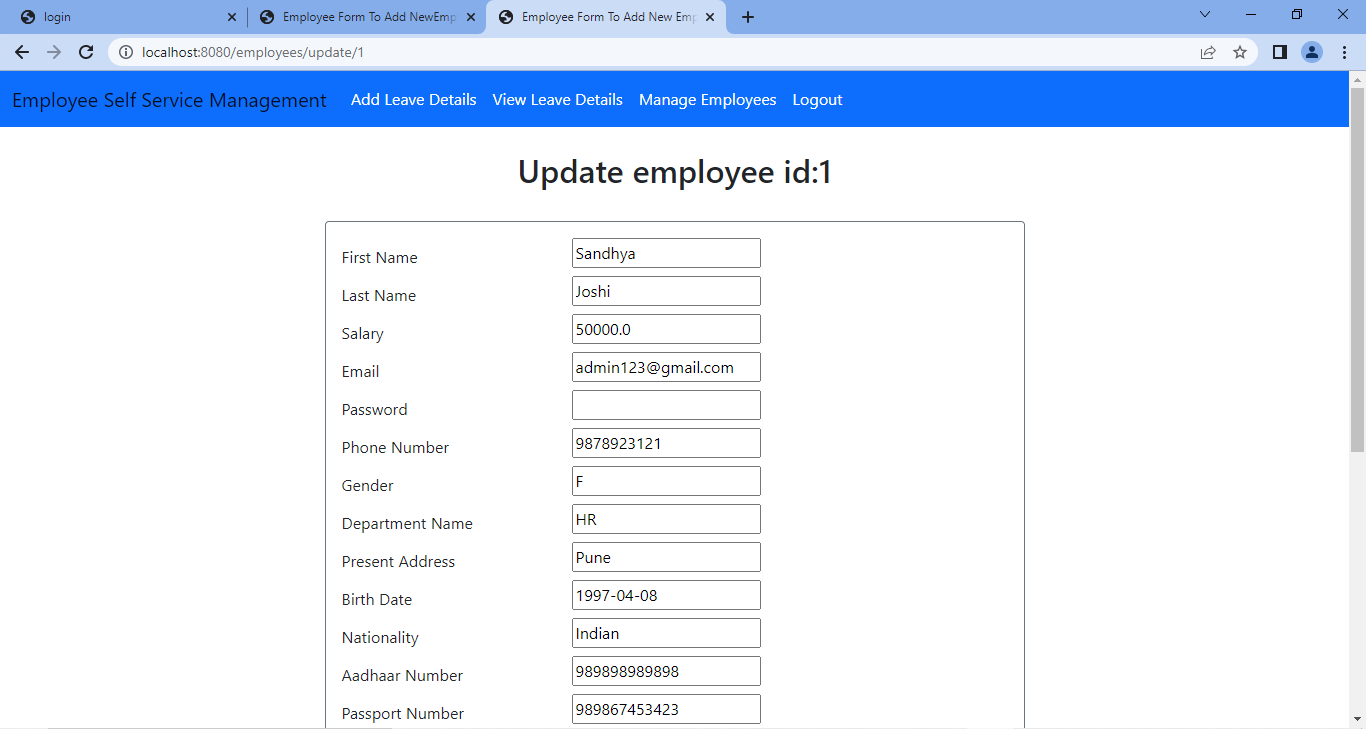 login
Employee Form To Add NewEmp
Employee Form To Add New Emp
localhost:8080/employees/update/1
Employee Self Service Management Add Leave Details View Leave Details Manage Employees Logout
Update employee id:1
First Name Sandhya
Last Name Joshi
Salary 50000.0
Email admin123@gmail.com
Password
Phone Number 9878923121
Gender F
Department Name HR
Present Address Pune
Birth Date 1997-04-08
Nationality Indian
Aadhaar Number 989898989898
Passport Number 989867453423